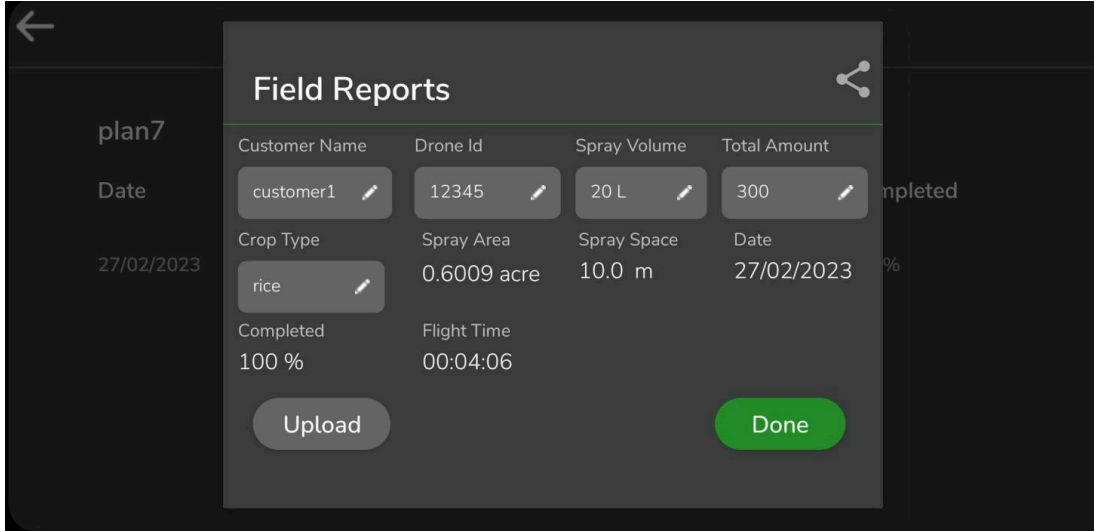 Field Reports
plan7
Customer Name Drone Id Spray Volume Total Amount
customer1 12345 20 L 300
Date mpleted
Crop Type Spray Area Spray Space Date
rice 0.6009 acre 10.0 m 27/02/2023
27/02/2023 %
Completed Flight Time
100 % 00:04:06
Upload Done